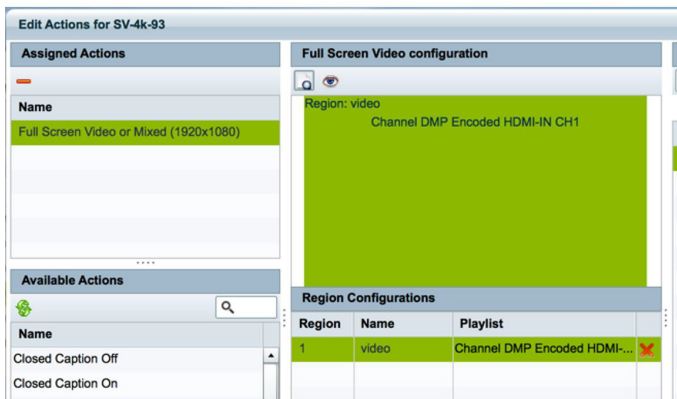 Edit Actions for SV-4k-93
Assigned Actions
Name
Full Screen Video or Mixed (1920x1080)
Available Actions
Name
Closed Caption Off
Closed Caption On
Full Screen Video configuration
Region: video
Channel DMP Encoded HDMI-IN CH1
Region Configurations
Region Name Playlist
1 video Channel DMP Encoded HDMI-...